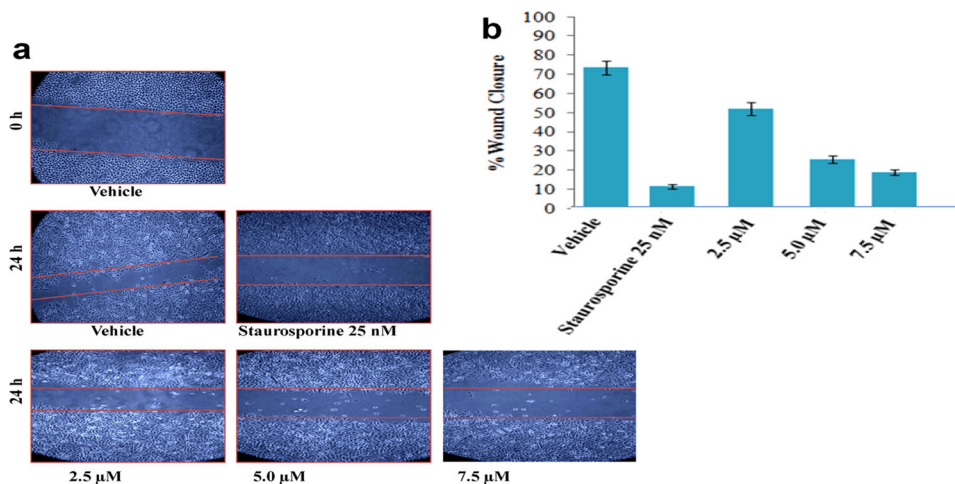 a
0 h
Vehicle
24 h
Vehicle
Staurosporine 25 nM
24 h
2.5 μM
5.0 μM
7.5 μM
b
% Wound Closure
100
90
80
70
60
50
40
30
20
10
0
Vehicle
Staurosporine 25 nM
2.5 μM
5.0 μM
7.5 μM